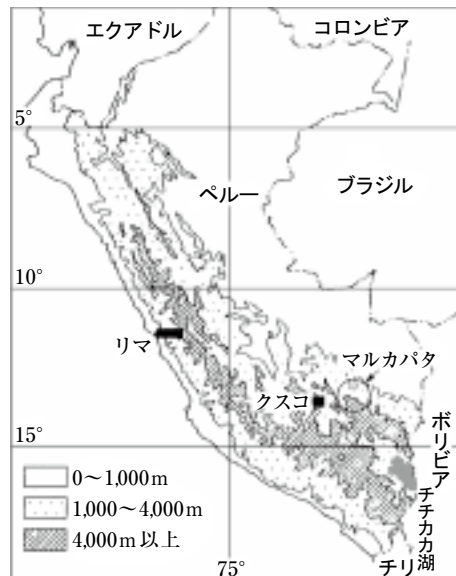 エクアドル
コロンビア
5°
ペルー
ブラジル
10°
リマ
マルカパタ
クスコ
ボリビア
15°
チチカカ湖
0〜1,000m
1,000〜4,000m
4,000m以上
75°
チリ